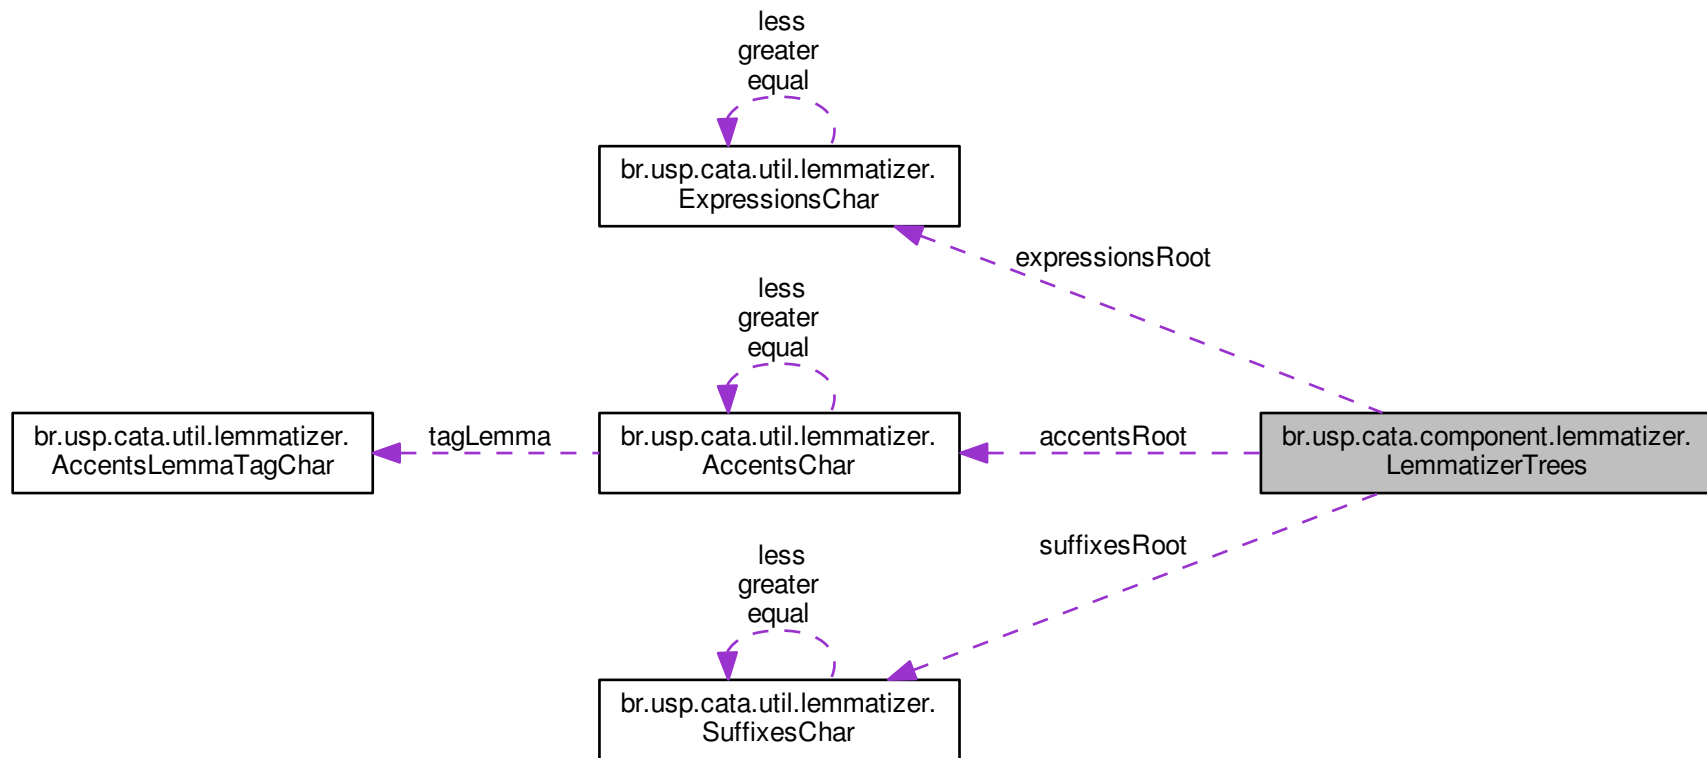 less
greater
equal
br.usp.cata.util.lemmatizer.
ExpressionsChar
expressionsRoot
less
greater
equal
br.usp.cata.util.lemmatizer.
AccentsLemmaTagChar
tagLemma
br.usp.cata.util.lemmatizer.
AccentsChar
accentsRoot
br.usp.cata.component.lemmatizer.
LemmatizerTrees
suffixesRoot
less
greater
equal
br.usp.cata.util.lemmatizer.
SuffixesChar